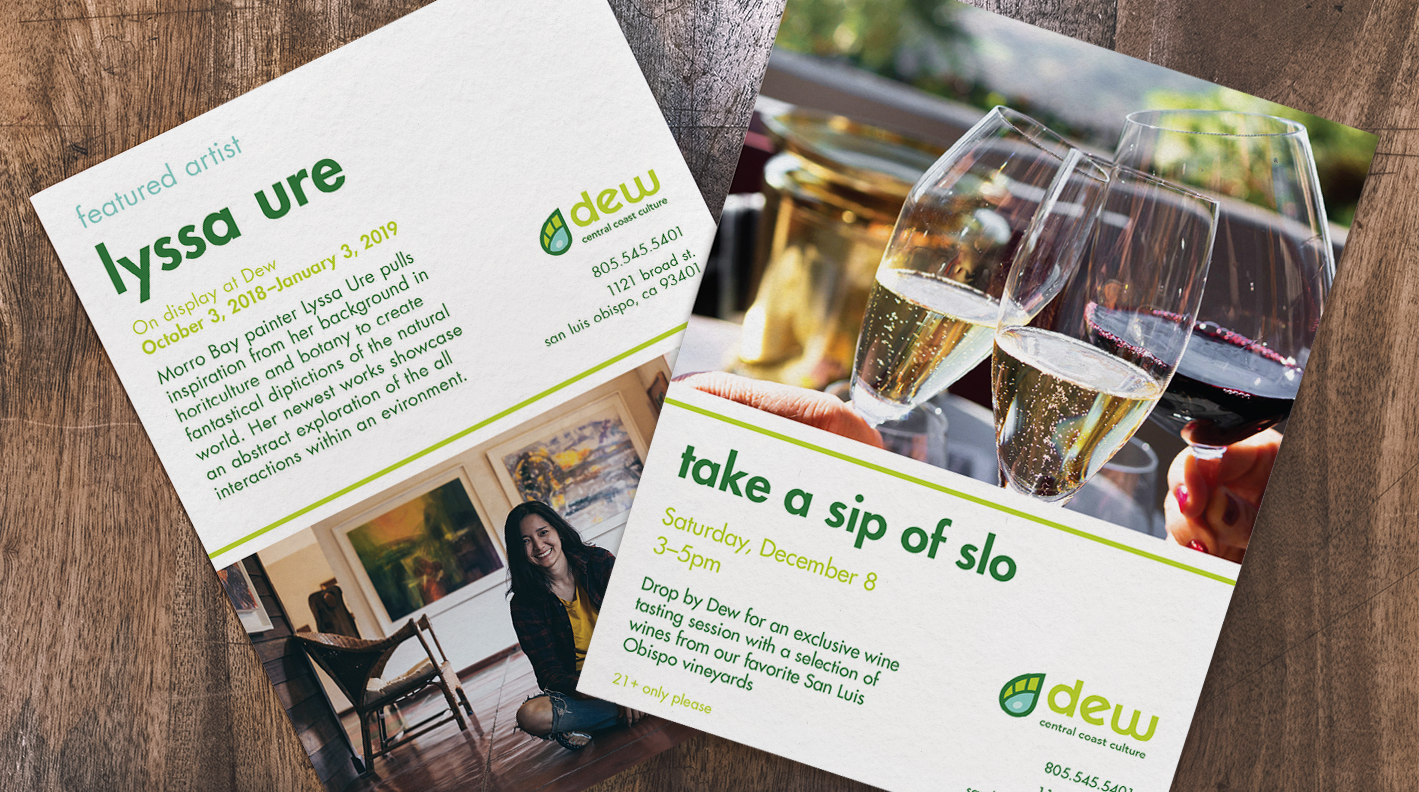 featured artist
lyssa ure
On display at Dew
October 3, 2018–January 3, 2019
Morro Bay painter Lyssa Ure pulls
inspiration from her background in
horitculture and botany to create
fantastical dipticions of the natural
world. Her newest works showcase
an abstract exploration of the all
interactions within an evironment.
dew
central coast culture
805.545.5401
1121 broad st.
san luis obispo, ca 93401
take a sip of slo
Saturday, December 8
3–5pm
Drop by Dew for an exclusive wine
tasting session with a selection of
wines from our favorite San Luis
Obispo vineyards
21+ only please
dew
central coast culture
805.545.5401